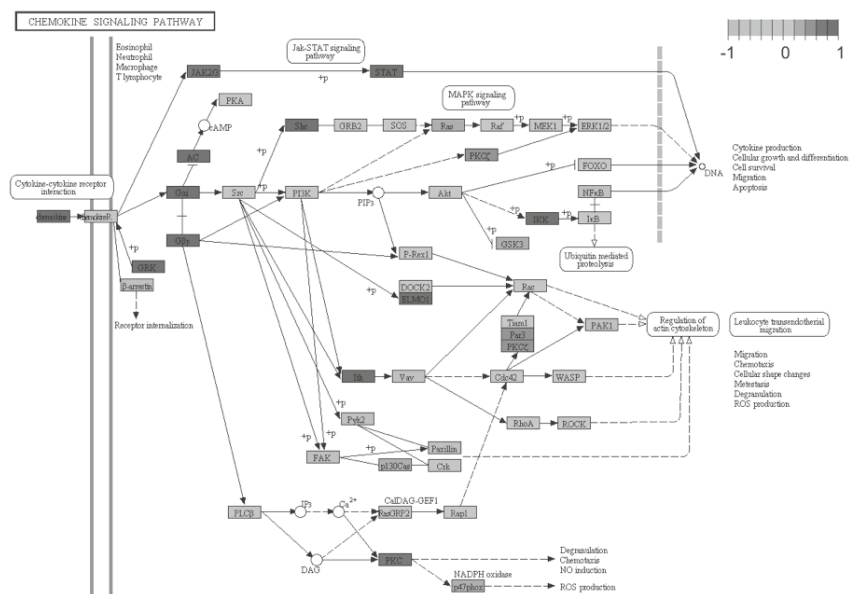 CHEMOKINE SIGNALING PATHWAY
-1 0 1
Eosinophil
Neutrophil
Macrophage
T lymphocyte
Jak-STAT signaling
pathway
JAK2/3
+p
STAT
PKA
cAMP
AC
MAPK signaling
pathway
Shc
GRB2
SOS
Ras
Raf
+p
MEK1
+p
ERK1/2
+p
+p
+p
PKCζ
Cytokine-cytokine receptor
interaction
chemokine
chemokineR
Gαi
Src
+p
PI3K
PIP3
Akt
+p
FOXO
NFκB
DNA
Cytokine production
Cellular growth and differentiation
Cell survival
Migration
Apoptosis
+p
IKK
+p
IκB
+p
GSK3
Gβγ
+p
GRK
β-arrestin
Receptor internalization
P-Rex1
Ubiquitin mediated
proteolysis
DOCK2
+p
ELMO1
Rac
Tiam1
Par3
PKCζ
PAK1
Regulation of
actin cytoskeleton
Leukocyte transendotherial
migration
Migration
Chemotaxis
Cellular shape changes
Metastasis
Degranulation
ROS production
Itk
Vav
Cdc42
WASP
+p
Pyk2
RhoA
ROCK
+p
+p
+p
FAK
p130Cas
Paxillin
Crk
PLCβ
IP3
Ca2+
CalDAG-GEF1
RasGRP2
Rap1
DAG
PKC
Degranulation
Chemotaxis
NO induction
NADPH oxidase
p47phox
ROS production